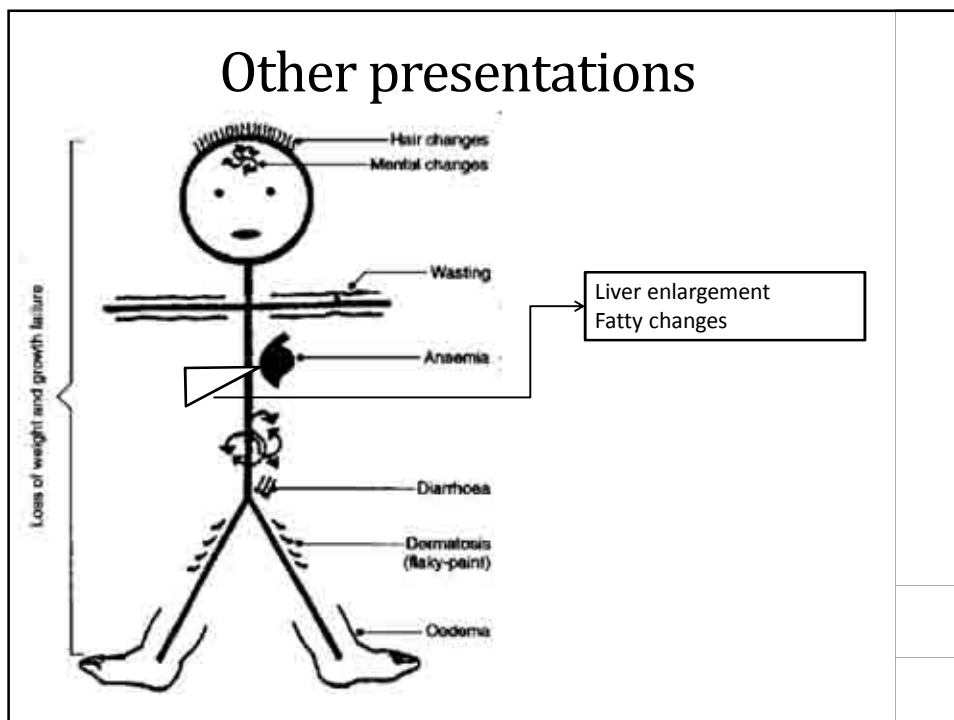 Other presentations
Hair changes
Mental changes
Wasting
Liver enlargement
Fatty changes
Anaemia
Diarrhoea
Dermatosis
(flaky-paint)
Oedema
Loss of weight and growth failure